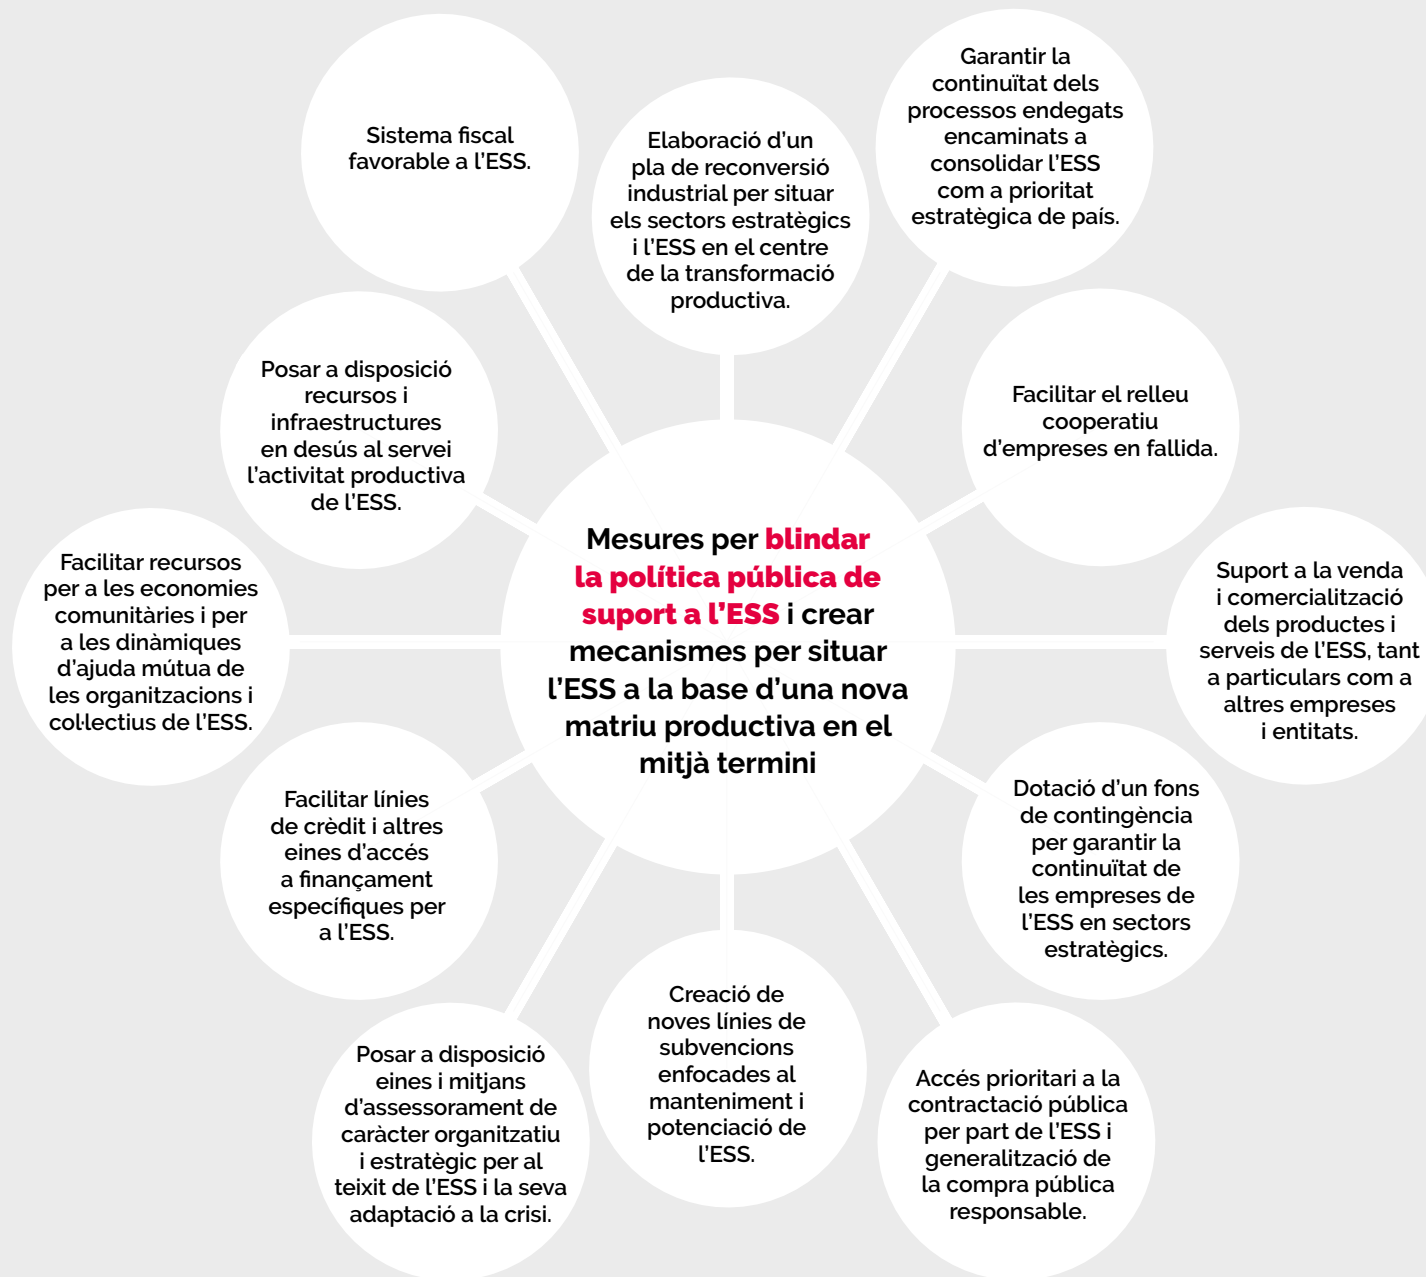 Sistema fiscal
favorable a l’ESS.
Elaboració d’un
pla de reconversió
industrial per situar
els sectors estratègics
i l’ESS en el centre
de la transformació
productiva.
Garantir la
continuïtat dels
processos endegats
encaminats a
consolidar l’ESS
com a prioritat
estratègica de país.
Posar a disposició
recursos i
infraestructures
en desús al servei
l’activitat productiva
de l’ESS.
Facilitar el relleu
cooperatiu
d’empreses en fallida.
Mesures per blindar
la política pública de
suport a l’ESS i crear
mecanismes per situar
l’ESS a la base d’una nova
matriu productiva en el
mitjà termini
Facilitar recursos
per a les economies
comunitàries i per
a les dinàmiques
d’ajuda mútua de
les organitzacions i
col·lectius de l’ESS.
Suport a la venda
i comercialització
dels productes i
serveis de l’ESS, tant
a particulars com a
altres empreses
i entitats.
Facilitar línies
de crèdit i altres
eines d’accés
a finançament
específiques per
a l’ESS.
Dotació d’un fons
de contingència
per garantir la
continuïtat de
les empreses de
l’ESS en sectors
estratègics.
Posar a disposició
eines i mitjans
d’assessorament de
caràcter organitzatiu
i estratègic per al
teixit de l’ESS i la seva
adaptació a la crisi.
Creació de
noves línies de
subvencions
enfocades al
manteniment i
potenciació de
l’ESS.
Accés prioritari a la
contractació pública
per part de l’ESS i
generalització de
la compra pública
responsable.